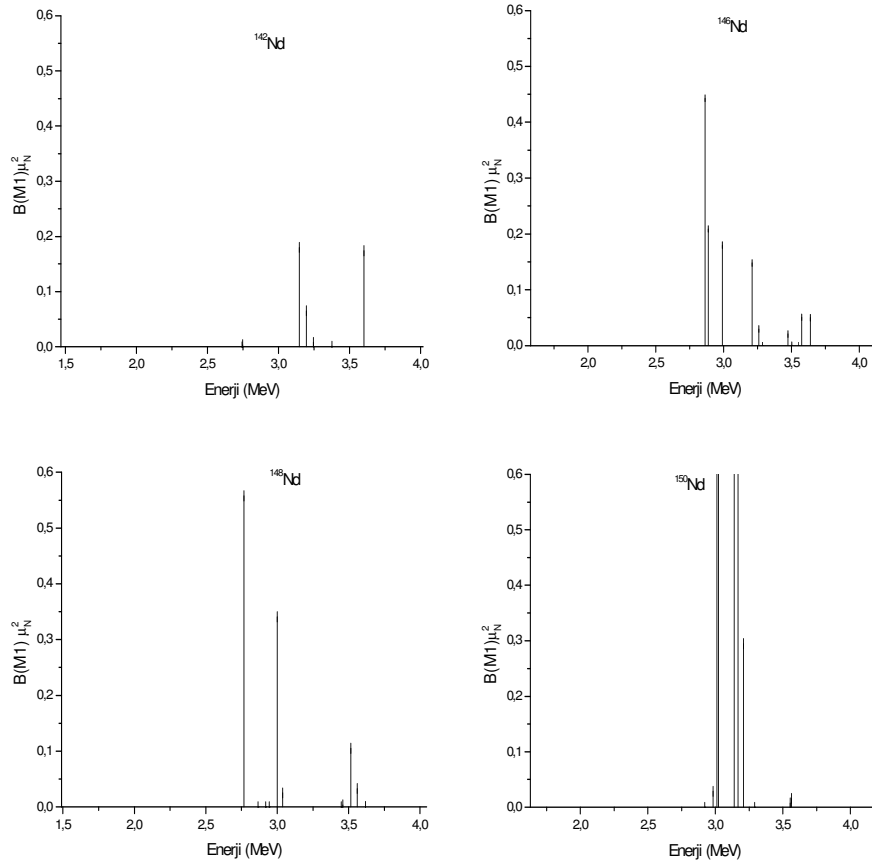 ¹⁴²Nd
0,6
0,5
0,4
0,3
0,2
0,1
0,0
B(M1)μ²N
1,5 2,0 2,5 3,0 3,5 4,0
Enerji (MeV)
¹⁴⁶Nd
0,6
0,5
0,4
0,3
0,2
0,1
0,0
B(M1) μ²N
2,0 2,5 3,0 3,5 4,0
Enerji (MeV)
¹⁴⁸Nd
0,6
0,5
0,4
0,3
0,2
0,1
0,0
B(M1) μ²N
1,5 2,0 2,5 3,0 3,5 4,0
Enerji (MeV)
¹⁵⁰Nd
0,6
0,5
0,4
0,3
0,2
0,1
0,0
B(M1)μ²N
2,0 2,5 3,0 3,5 4,0
Enerji (MeV)